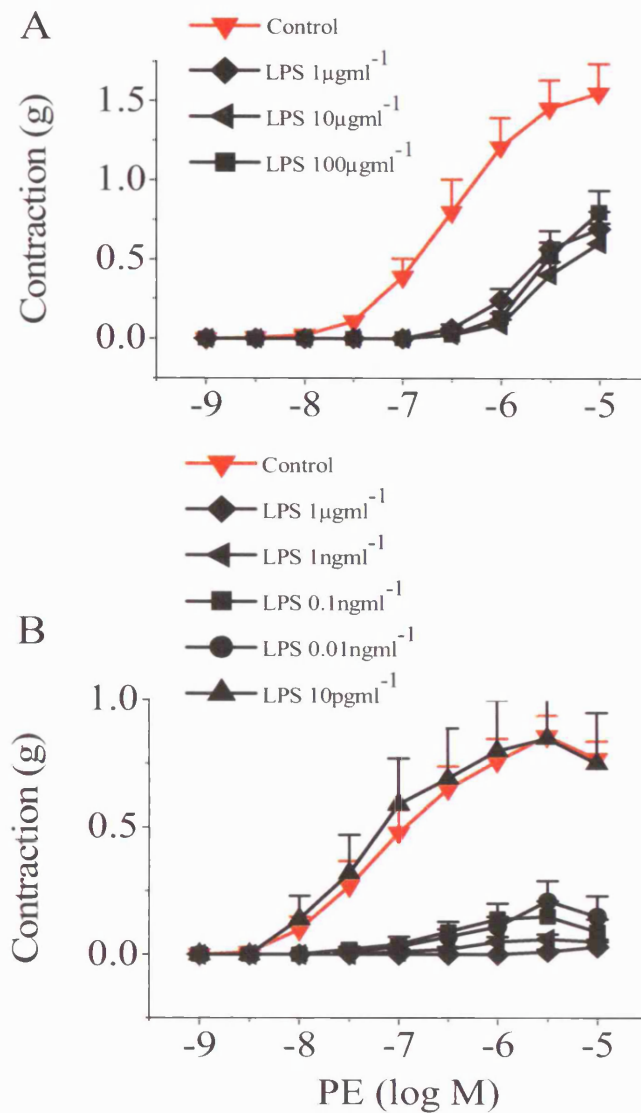 A
Control
LPS 1µgml⁻¹
LPS 10µgml⁻¹
LPS 100µgml⁻¹
Contraction (g)
1.5
1.0
0.5
0.0
-9 -8 -7 -6 -5
Control
LPS 1µgml⁻¹
LPS 1ngml⁻¹
LPS 0.1ngml⁻¹
LPS 0.01ngml⁻¹
LPS 10pgml⁻¹
B
Contraction (g)
1.0
0.5
0.0
-9 -8 -7 -6 -5
PE (log M)